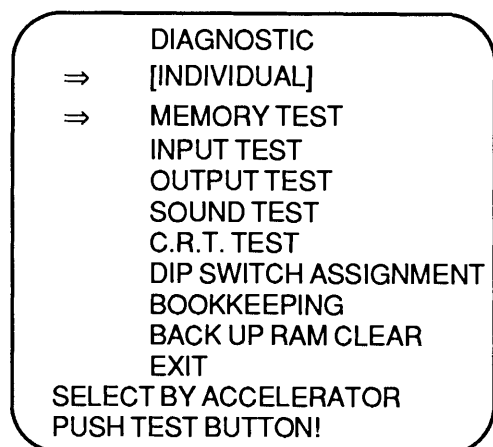 DIAGNOSTIC
⇒ [INDIVIDUAL]
⇒ MEMORY TEST
INPUT TEST
OUTPUT TEST
SOUND TEST
C.R.T. TEST
DIP SWITCH ASSIGNMENT
BOOKKEEPING
BACK UP RAM CLEAR
EXIT
SELECT BY ACCELERATOR
PUSH TEST BUTTON!